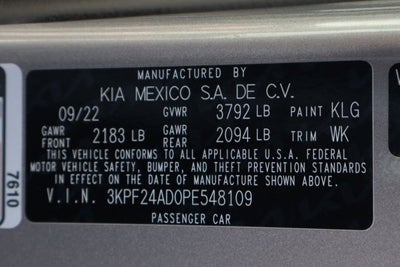 MANUFACTURED BY
KIA MEXICO S.A. DE C.V.
09/22 GVWR 3792 LB PAINT KLG
GAWR FRONT 2183 LB GAWR REAR 2094 LB TRIM WK
THIS VEHICLE CONFORMS TO ALL APPLICABLE U.S.A. FEDERAL
MOTOR VEHICLE SAFETY, BUMPER, AND THEFT PREVENTION STANDARDS
IN EFFECT ON THE DATE OF MANUFACTURE SHOWN ABOVE.
V.I.N. 3KPF24AD0PE548109
PASSENGER CAR
7610